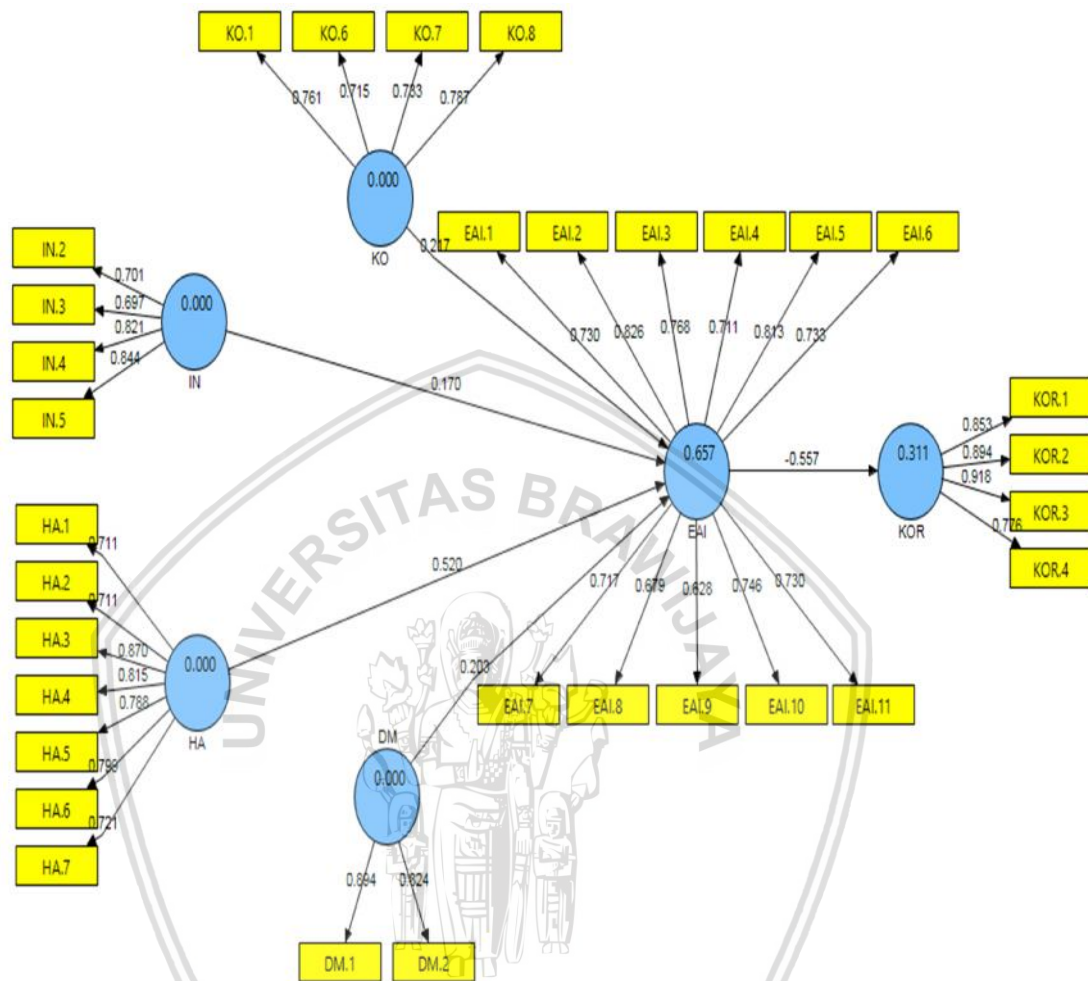 KO.1 KO.6 KO.7 KO.8
0.761 0.715 0.733 0.787
0.000
KO
0.217
EAI.1 EAI.2 EAI.3 EAI.4 EAI.5 EAI.6
0.730 0.826 0.768 0.711 0.813 0.733
IN.2
IN.3
IN.4
IN.5
0.701
0.697
0.821
0.844
0.000
IN
0.170
0.657
EAI
-0.557
0.311
KOR
0.853
0.894
0.918
0.776
KOR.1
KOR.2
KOR.3
KOR.4
HA.1
HA.2
HA.3
HA.4
HA.5
HA.6
HA.7
0.711
0.711
0.870
0.815
0.788
0.799
0.721
0.000
HA
0.520
0.717 0.679 0.628 0.746 0.730
EAI.7 EAI.8 EAI.9 EAI.10 EAI.11
0.203
DM
0.000
0.894 0.824
DM.1 DM.2
UNIVERSITAS BRAWIJAYA